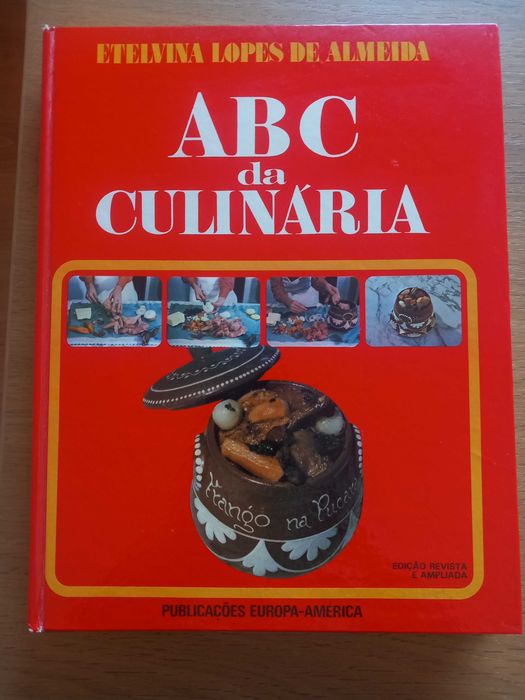 ETELVINA LOPES DE ALMEIDA
ABC
da
CULINÁRIA
Frango na Púcara
EDIÇÃO REVISTA
E AMPLIADA
PUBLICAÇÕES EUROPA-AMERICA